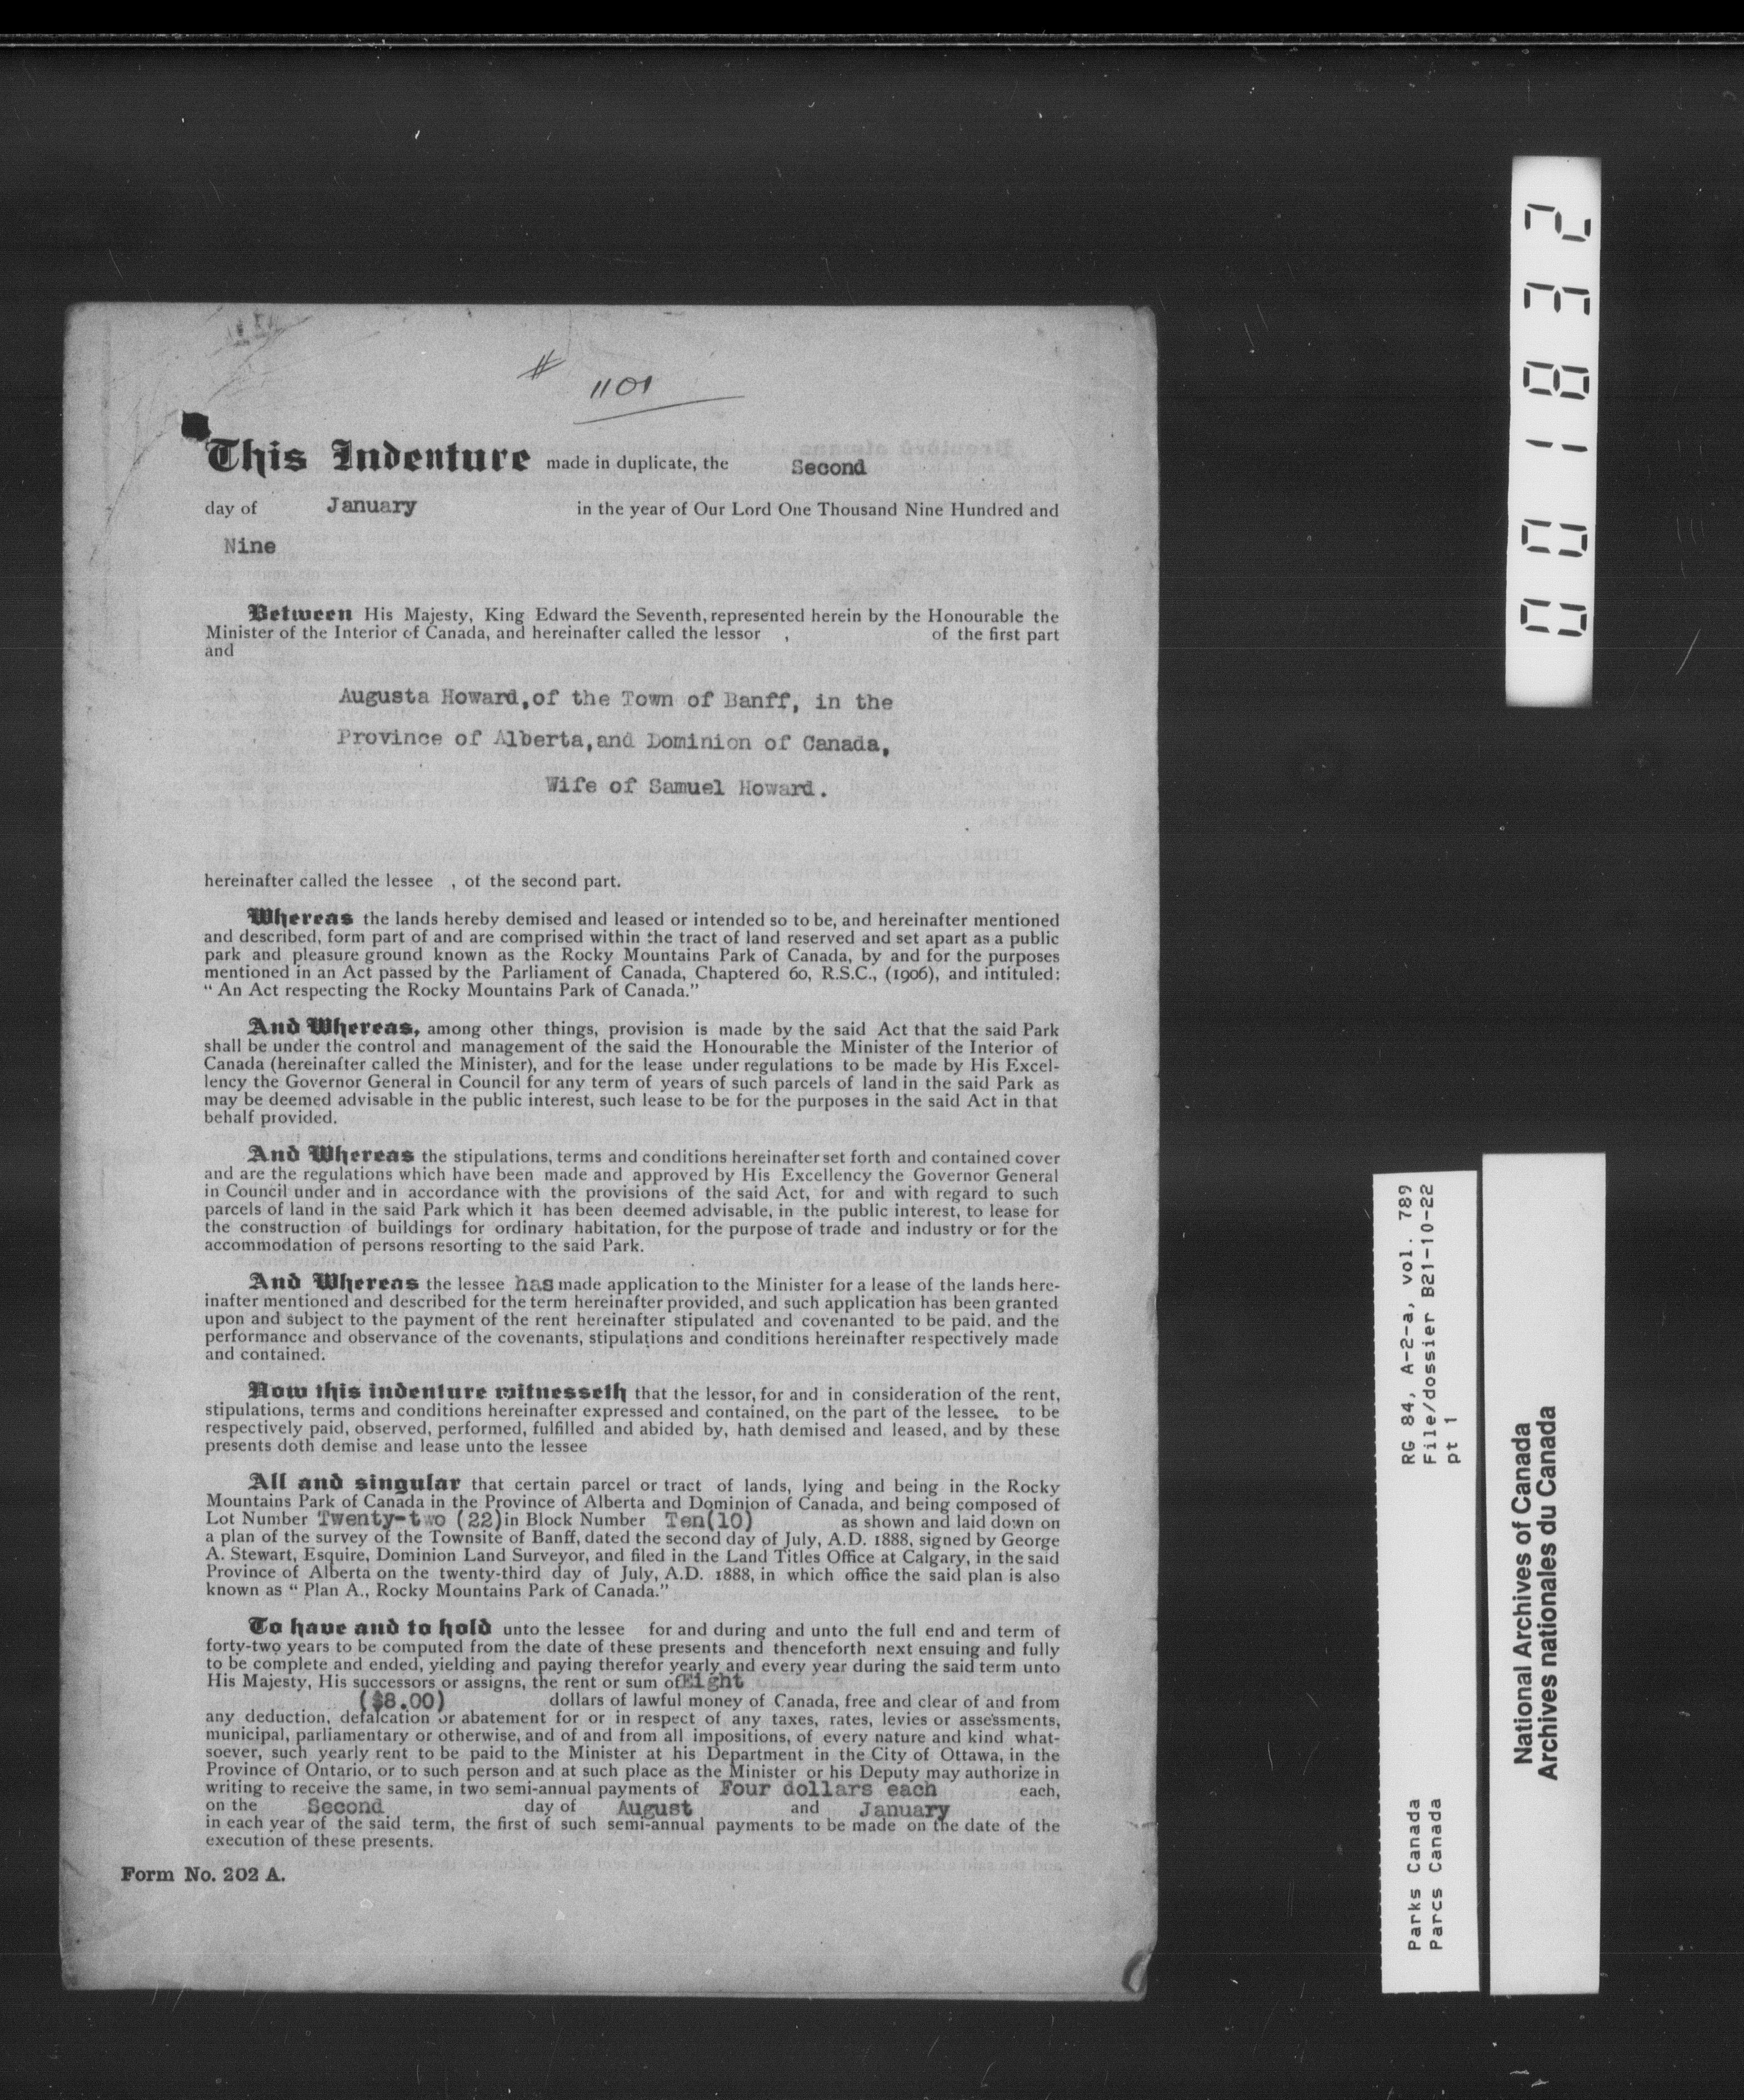 # 1101
This Indenture made in duplicate, the Second
day of January in the year of Our Lord One Thousand Nine Hundred and
Nine
Between His Majesty, King Edward the Seventh, represented herein by the Honourable the
Minister of the Interior of Canada, and hereinafter called the lessor , of the first part
and
Augusta Howard, of the Town of Banff, in the
Province of Alberta, and Dominion of Canada,
Wife of Samuel Howard.
hereinafter called the lessee , of the second part.
Whereas the lands hereby demised and leased or intended so to be, and hereinafter mentioned
and described, form part of and are comprised within the tract of land reserved and set apart as a public
park and pleasure ground known as the Rocky Mountains Park of Canada, by and for the purposes
mentioned in an Act passed by the Parliament of Canada, Chaptered 60, R.S.C., (1906), and intituled:
“ An Act respecting the Rocky Mountains Park of Canada.”
And Whereas, among other things, provision is made by the said Act that the said Park
shall be under the control and management of the said the Honourable the Minister of the Interior of
Canada (hereinafter called the Minister), and for the lease under regulations to be made by His Excel-
lency the Governor General in Council for any term of years of such parcels of land in the said Park as
may be deemed advisable in the public interest, such lease to be for the purposes in the said Act in that
behalf provided.
And Whereas the stipulations, terms and conditions hereinafter set forth and contained cover
and are the regulations which have been made and approved by His Excellency the Governor General
in Council under and in accordance with the provisions of the said Act, for and with regard to such
parcels of land in the said Park which it has been deemed advisable, in the public interest, to lease for
the construction of buildings for ordinary habitation, for the purpose of trade and industry or for the
accommodation of persons resorting to the said Park.
And Whereas the lessee has made application to the Minister for a lease of the lands here-
inafter mentioned and described for the term hereinafter provided, and such application has been granted
upon and subject to the payment of the rent hereinafter stipulated and covenanted to be paid. and the
performance and observance of the covenants, stipulations and conditions hereinafter respectively made
and contained.
Now this indenture witnesseth that the lessor, for and in consideration of the rent,
stipulations, terms and conditions hereinafter expressed and contained, on the part of the lessee, to be
respectively paid, observed, performed, fulfilled and abided by, hath demised and leased, and by these
presents doth demise and lease unto the lessee
All and singular that certain parcel or tract of lands, lying and being in the Rocky
Mountains Park of Canada in the Province of Alberta and Dominion of Canada, and being composed of
Lot Number Twenty-two (22) in Block Number Ten(10) as shown and laid down on
a plan of the survey of the Townsite of Banff, dated the second day of July, A.D. 1888, signed by George
A. Stewart, Esquire, Dominion Land Surveyor, and filed in the Land Titles Office at Calgary, in the said
Province of Alberta on the twenty-third day of July, A.D. 1888, in which office the said plan is also
known as “ Plan A., Rocky Mountains Park of Canada.”
To have and to hold unto the lessee for and during and unto the full end and term of
forty-two years to be computed from the date of these presents and thenceforth next ensuing and fully
to be complete and ended, yielding and paying therefor yearly and every year during the said term unto
His Majesty, His successors or assigns, the rent or sum of Eight
($8.00) dollars of lawful money of Canada, free and clear of and from
any deduction, defalcation or abatement for or in respect of any taxes, rates, levies or assessments,
municipal, parliamentary or otherwise, and of and from all impositions, of every nature and kind what-
soever, such yearly rent to be paid to the Minister at his Department in the City of Ottawa, in the
Province of Ontario, or to such person and at such place as the Minister or his Deputy may authorize in
writing to receive the same, in two semi-annual payments of Four dollars each each,
on the Second day of August and January
in each year of the said term, the first of such semi-annual payments to be made on the date of the
execution of these presents.
Form No. 202 A.
001832
RG 84, A-2-a, vol. 789
File/dossier B21-10-22
pt 1
Parks Canada
Parcs Canada
National Archives of Canada
Archives nationales du Canada